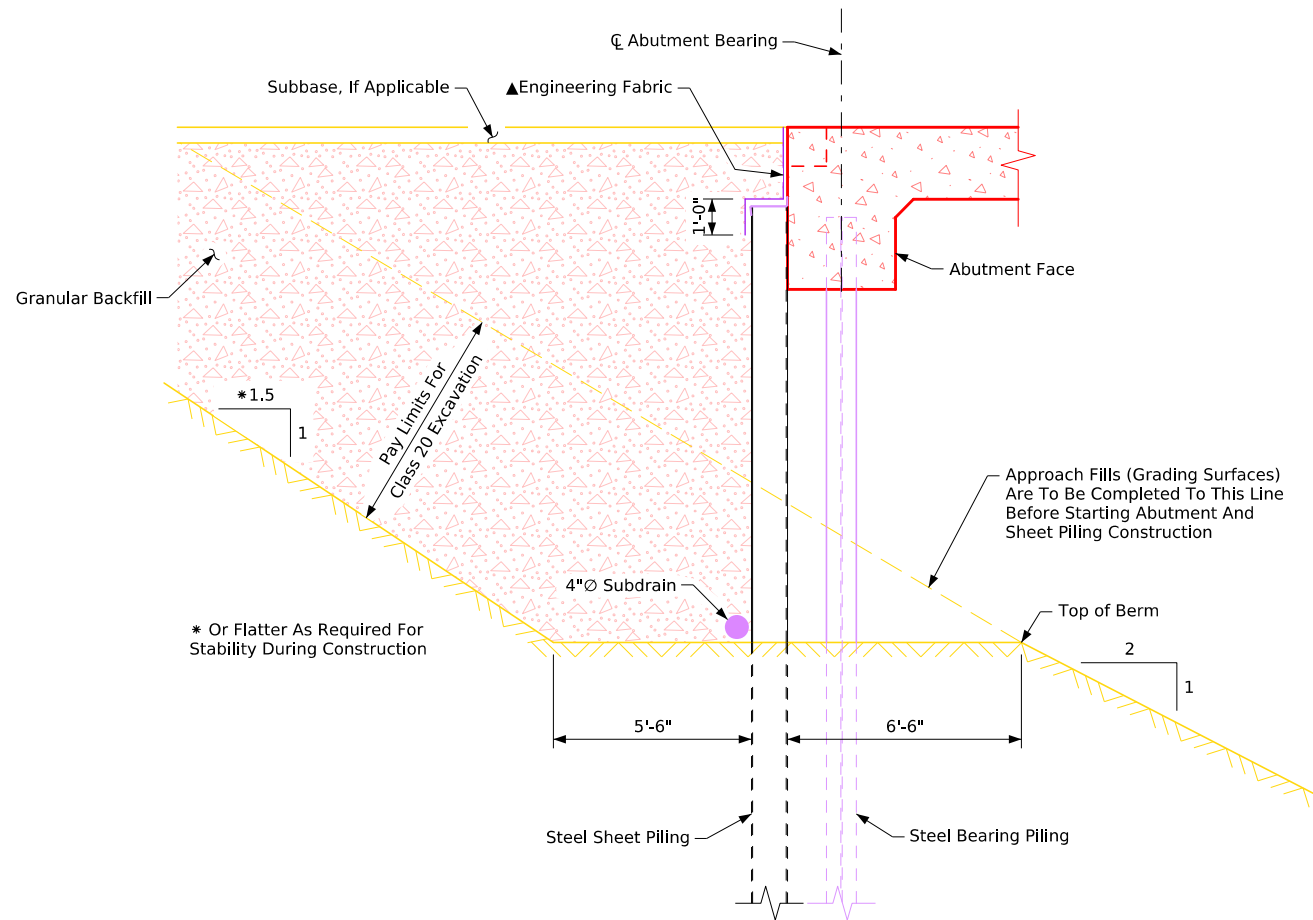 ℄ Abutment Bearing
Subbase, If Applicable
▲Engineering Fabric
1'-0"
Abutment Face
Granular Backfill
*1.5
1
Pay Limits For
Class 20 Excavation
Approach Fills (Grading Surfaces)
Are To Be Completed To This Line
Before Starting Abutment And
Sheet Piling Construction
4"∅ Subdrain
Top of Berm
* Or Flatter As Required For
Stability During Construction
2
1
5'-6"
6'-6"
Steel Sheet Piling
Steel Bearing Piling